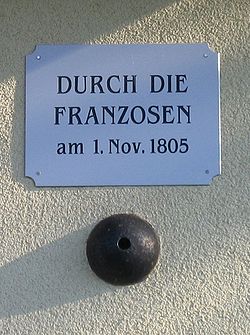 DURCH DIE
FRANZOSEN
am 1. Nov. 1805